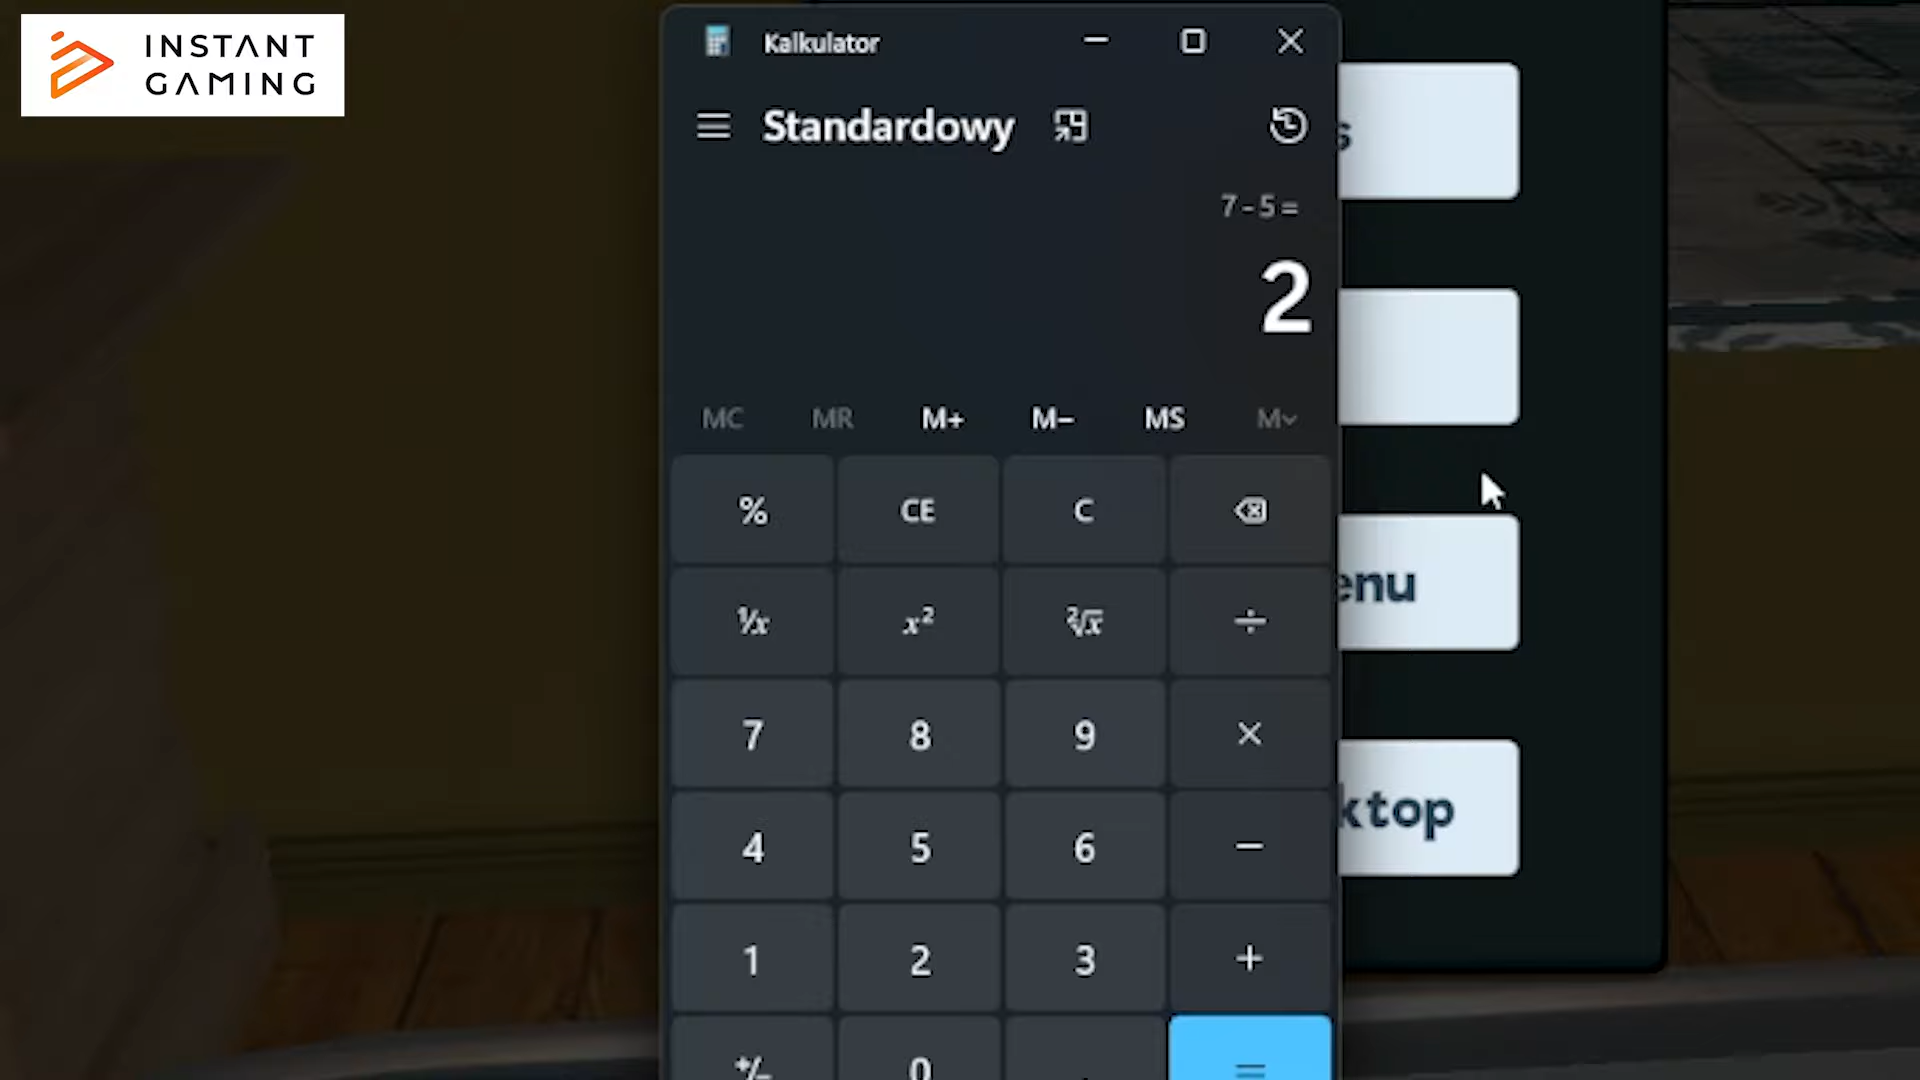 INSTANT
GAMING
Kalkulator
Standardowy
7 - 5 =
2
MC MR M+ M− MS M
% CE C
¹/x x² ²√x ÷
7 8 9 ×
4 5 6 −
1 2 3 +
+/− 0 . =
s
enu
ktop